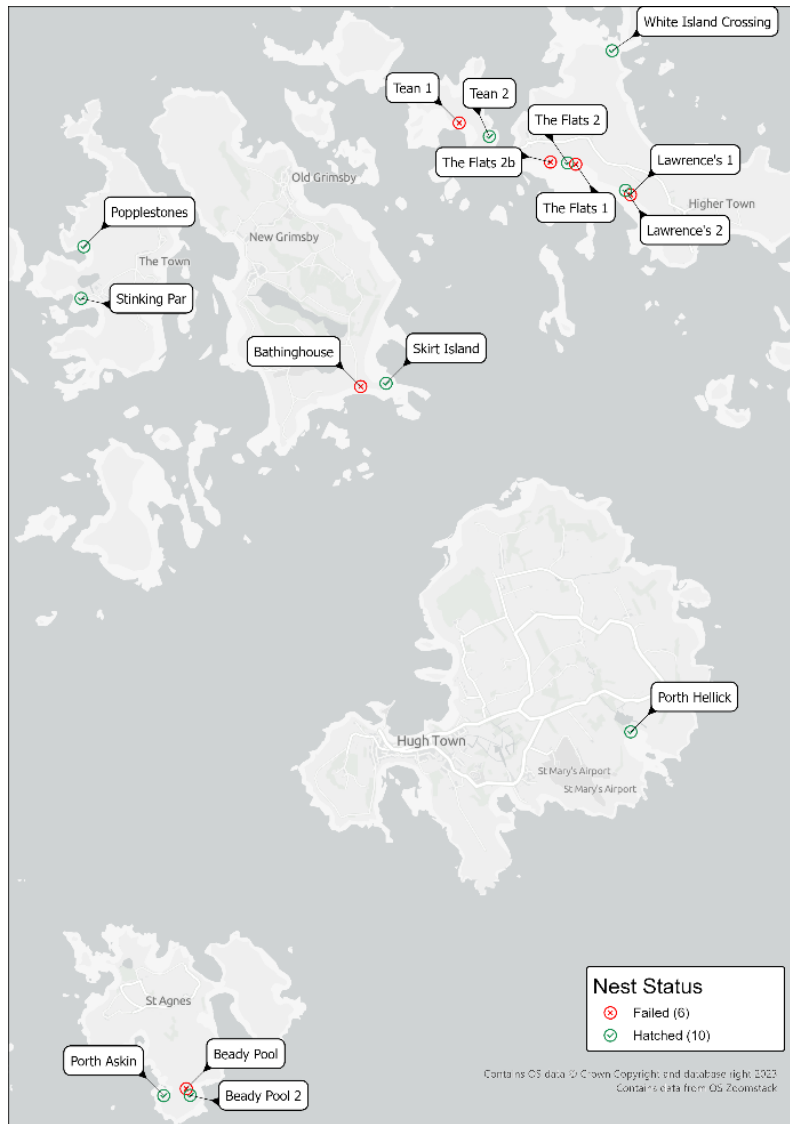 White Island Crossing
Tean 1
Tean 2
The Flats 2
The Flats 2b
Lawrence's 1
The Flats 1
Higher Town
Lawrence's 2
Old Grimsby
Popplestones
New Grimsby
The Town
Stinking Par
Bathinghouse
Skirt Island
Porth Hellick
Hugh Town
St Mary's Airport
St Mary's Airport
St Agnes
Nest Status
Failed (6)
Hatched (10)
Beady Pool
Porth Askin
Beady Pool 2
Contains OS data © Crown Copyright and database right 2023
Contains data from OS Zoomstack